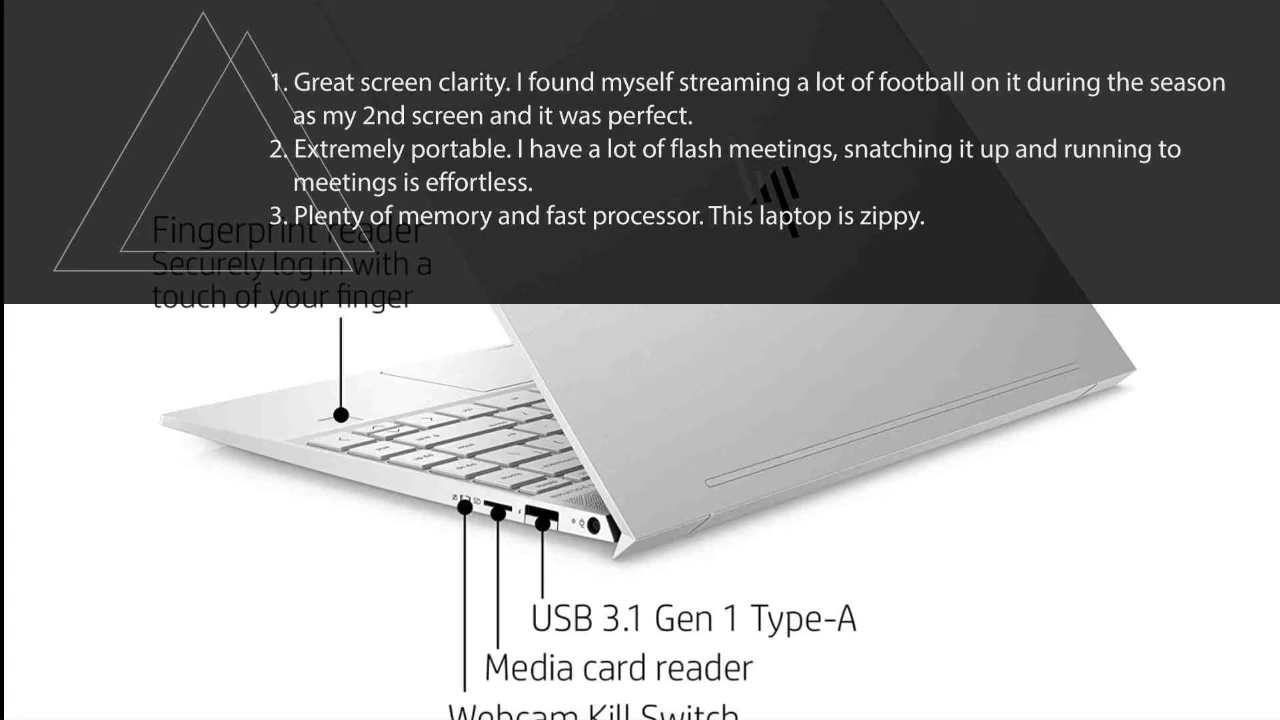 1. Great screen clarity. I found myself streaming a lot of football on it during the season
as my 2nd screen and it was perfect.
2. Extremely portable. I have a lot of flash meetings, snatching it up and running to
meetings is effortless.
3. Plenty of memory and fast processor. This laptop is zippy.
Fingerprint reader
Securely log in with a
touch of your finger
USB 3.1 Gen 1 Type-A
Media card reader
Webcam Kill Switch